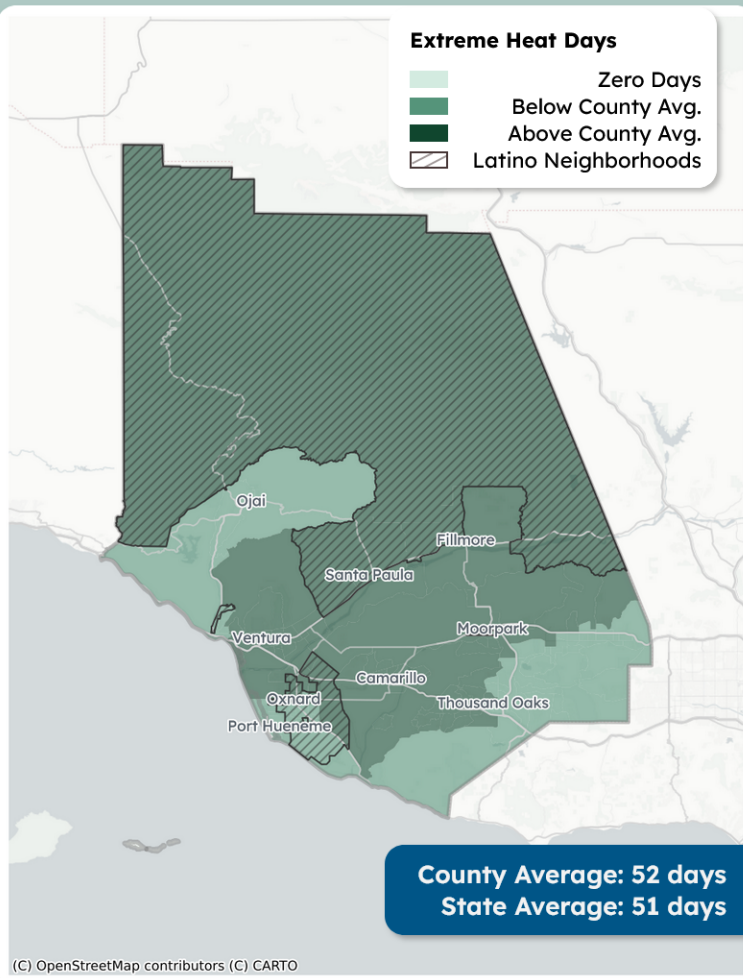 Extreme Heat Days
Zero Days
Below County Avg.
Above County Avg.
Latino Neighborhoods
Ojai
Fillmore
Santa Paula
Moorpark
Ventura
Camarillo
Oxnard
Thousand Oaks
Port Hueneme
County Average: 52 days
State Average: 51 days
(C) OpenStreetMap contributors (C) CARTO